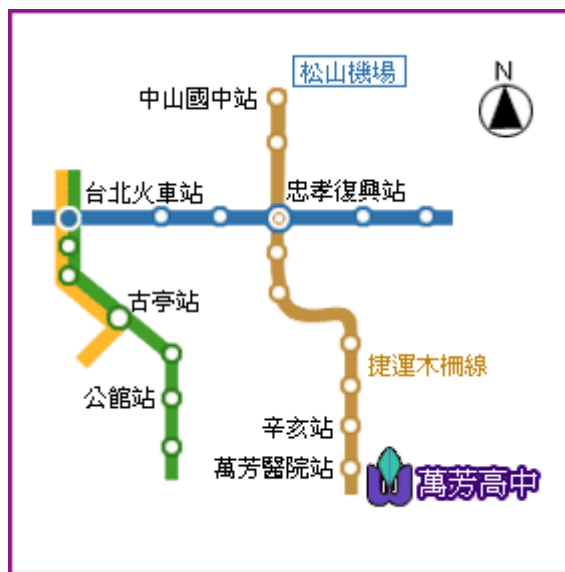 松山機場
N
中山國中站
台北火車站
忠孝復興站
古亭站
捷運木柵線
公館站
辛亥站
萬芳醫院站
萬芳高中